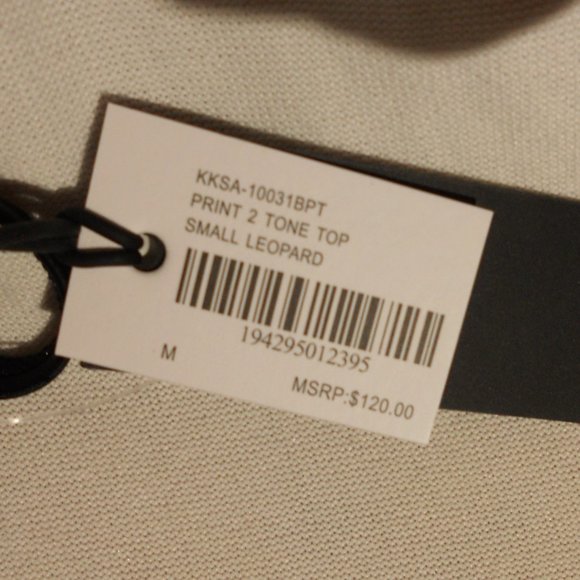 KKSA-10031BPT
PRINT 2 TONE TOP
SMALL LEOPARD
194295012395
M
MSRP:$120.00